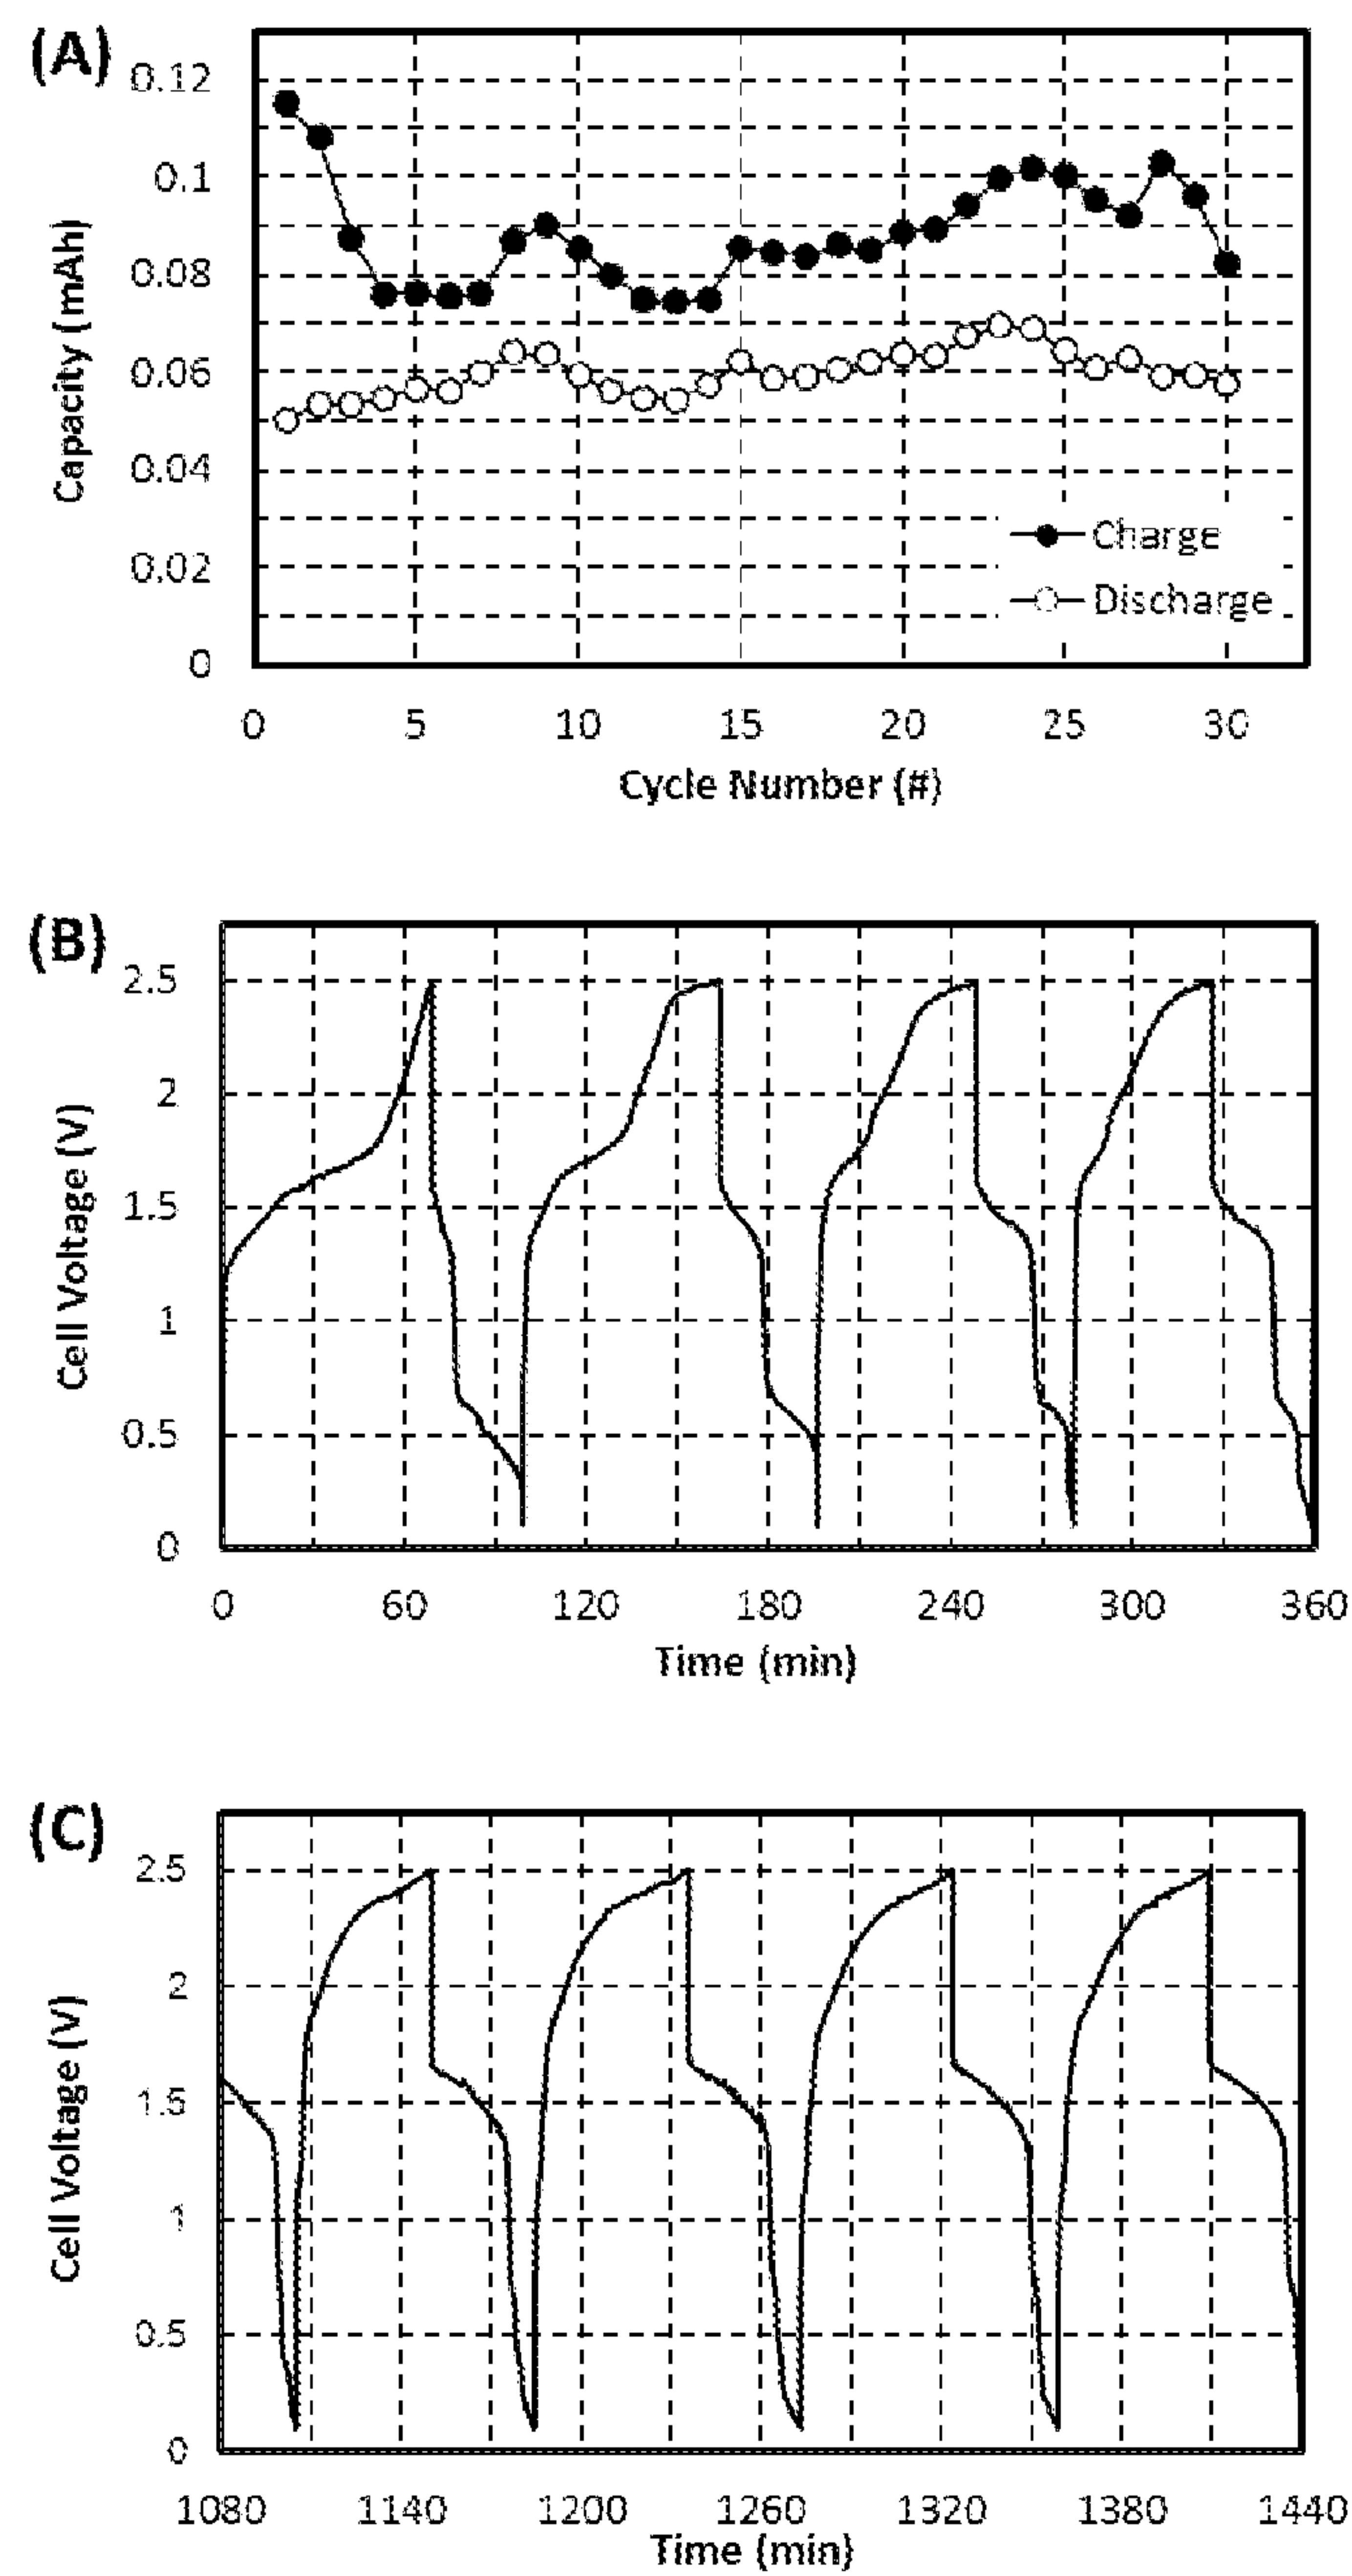 (A)
0.12
0.1
0.08
0.06
0.04
0.02
0
Capacity (mAh)
Charge
Discharge
0 5 10 15 20 25 30
Cycle Number (#)
(B)
2.5
2
1.5
1
0.5
0
Cell Voltage (V)
0 60 120 180 240 300 360
Time (min)
(C)
2.5
2
1.5
1
0.5
0
Cell Voltage (V)
1080 1140 1200 1260 1320 1380 1440
Time (min)